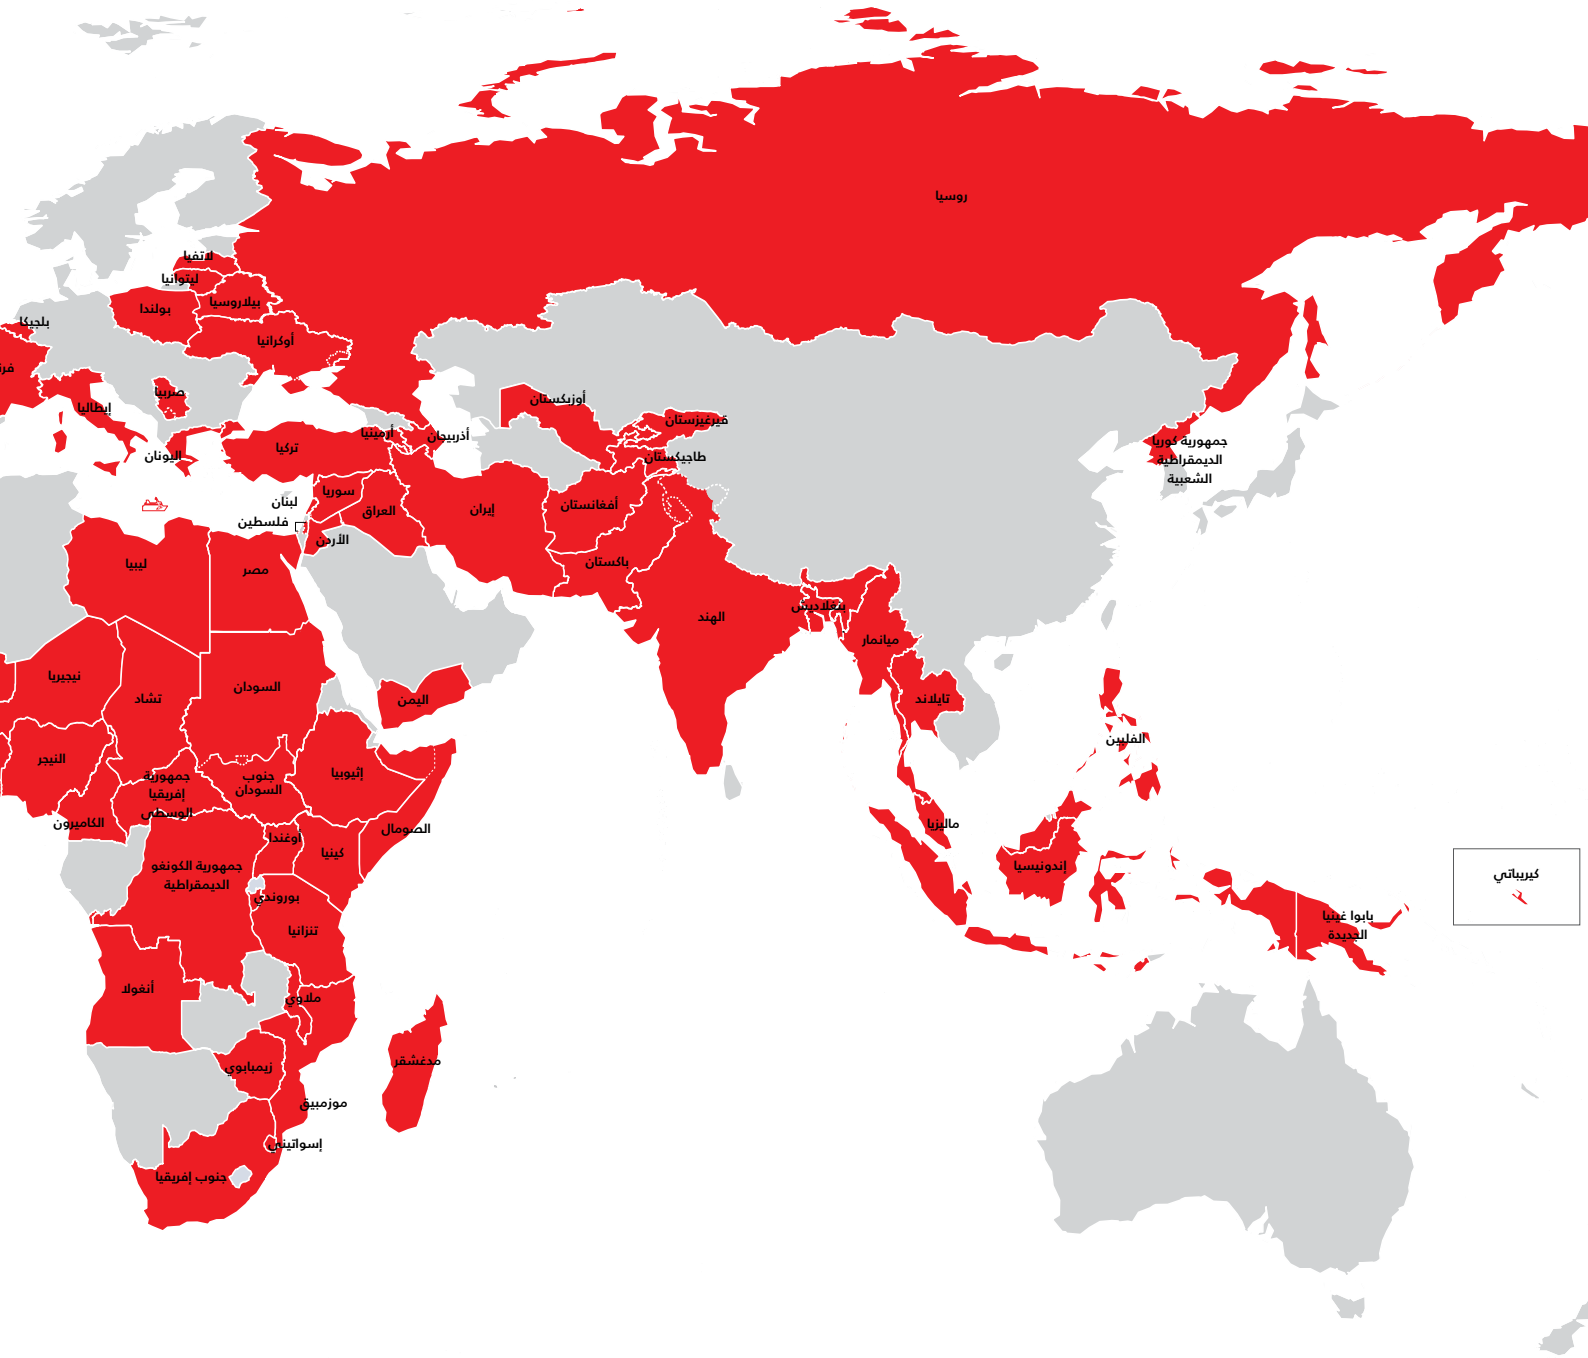 روسيا
لاتفيا
ليتوانيا
بيلاروسيا
بولندا
بلجيكا
أوكرانيا
فرن
صربيا
إيطاليا
أوزبكستان
قيرغيزستان
أرمينيا
أذربيجان
تركيا
اليونان
طاجيكستان
جمهورية كوريا
الديمقراطية
الشعبية
سوريا
لبنان
فلسطين
العراق
إيران
أفغانستان
الأردن
ليبيا
مصر
باكستان
الهند
بنغلاديش
ميانمار
نيجيريا
تشاد
السودان
اليمن
تايلاند
الفلبين
النيجر
جمهورية
إفريقيا
الوسطى
جنوب
السودان
إثيوبيا
الكاميرون
الصومال
ماليزيا
أوغندا
كينيا
جمهورية الكونغو
الديمقراطية
إندونيسيا
كيريباتي
بوروندي
بابوا غينيا
الجديدة
تنزانيا
أنغولا
ملاوي
زيمبابوي
مدغشقر
موزمبيق
إسواتيني
جنوب إفريقيا